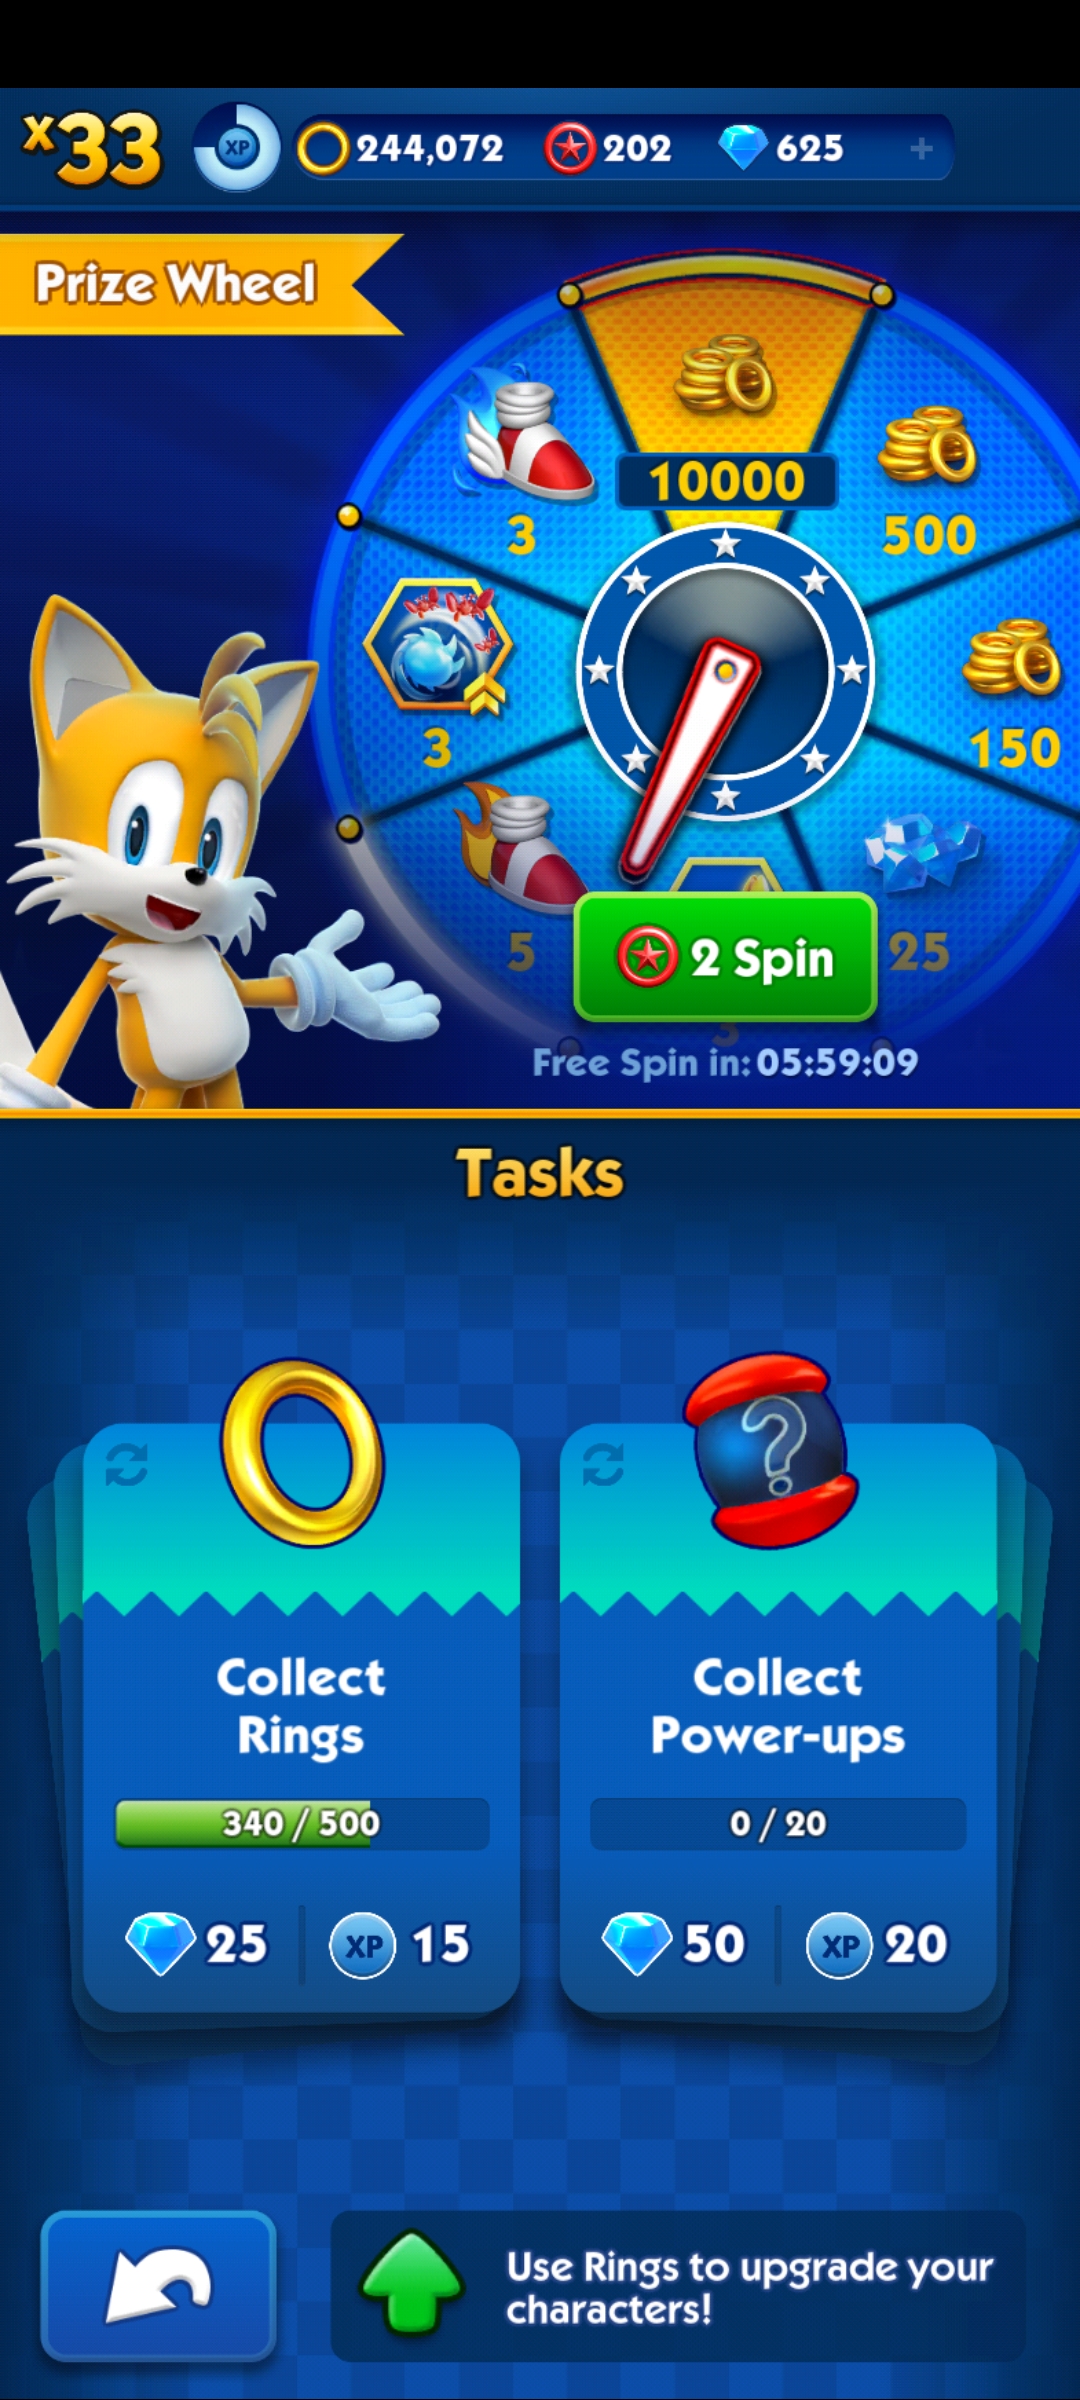 x33
XP
244,072
202
625
+
Prize Wheel
10000
3
500
3
150
5
25
2 Spin
3
Free Spin in: 05:59:09
Tasks
?
Collect
Rings
340 / 500
25
XP
15
Collect
Power-ups
0 / 20
50
XP
20
Use Rings to upgrade your
characters!